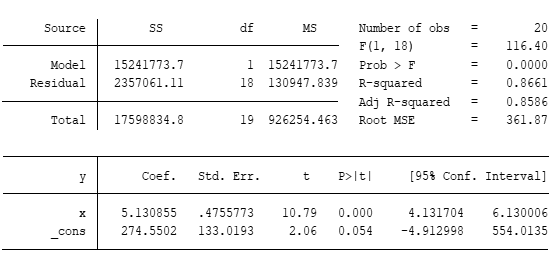 Source SS df MS Number of obs = 20
F(1, 18) = 116.40
Model 15241773.7 1 15241773.7 Prob > F = 0.0000
Residual 2357061.11 18 130947.839 R-squared = 0.8661
Adj R-squared = 0.8586
Total 17598834.8 19 926254.463 Root MSE = 361.87
y Coef. Std. Err. t P>|t| [95% Conf. Interval]
x 5.130855 .4755773 10.79 0.000 4.131704 6.130006
_cons 274.5502 133.0193 2.06 0.054 -4.912998 554.0135